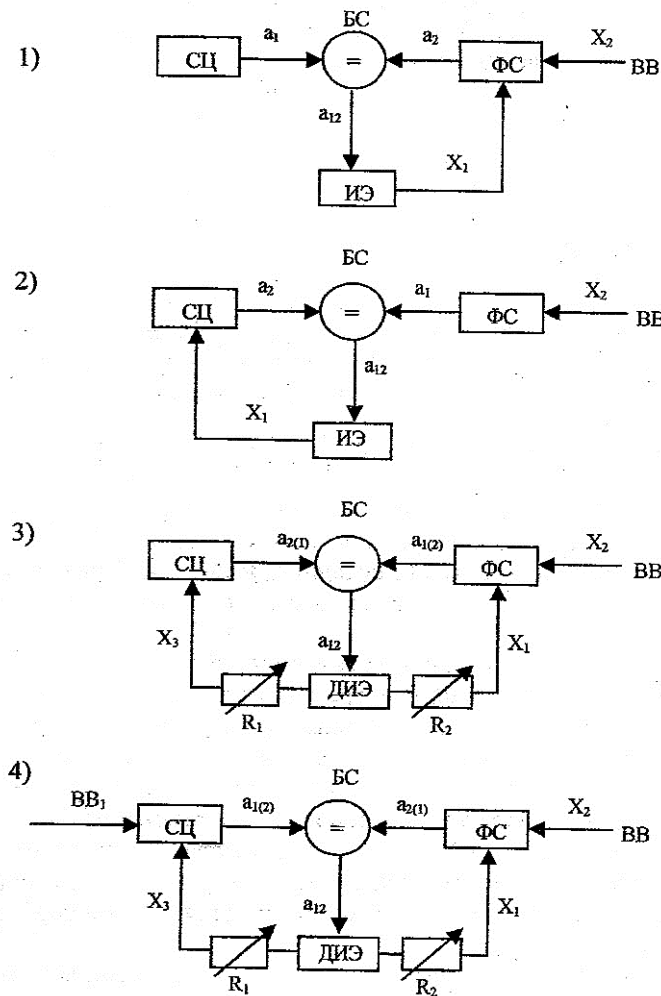 БС
1) СЦ a₁ = a₂ ФС X₂ ВВ
a₁₂
X₁
ИЭ
БС
2) СЦ a₂ = a₁ ФС X₂ ВВ
a₁₂
X₁
ИЭ
БС
3) СЦ a₂₍₁₎ = a₁₍₂₎ ФС X₂ ВВ
X₃ a₁₂ X₁
ДИЭ
R₁ R₂
4) БС
ВВ₁ СЦ a₁₍₂₎ = a₂₍₁₎ ФС X₂ ВВ
X₃ a₁₂ X₁
ДИЭ
R₁ R₂